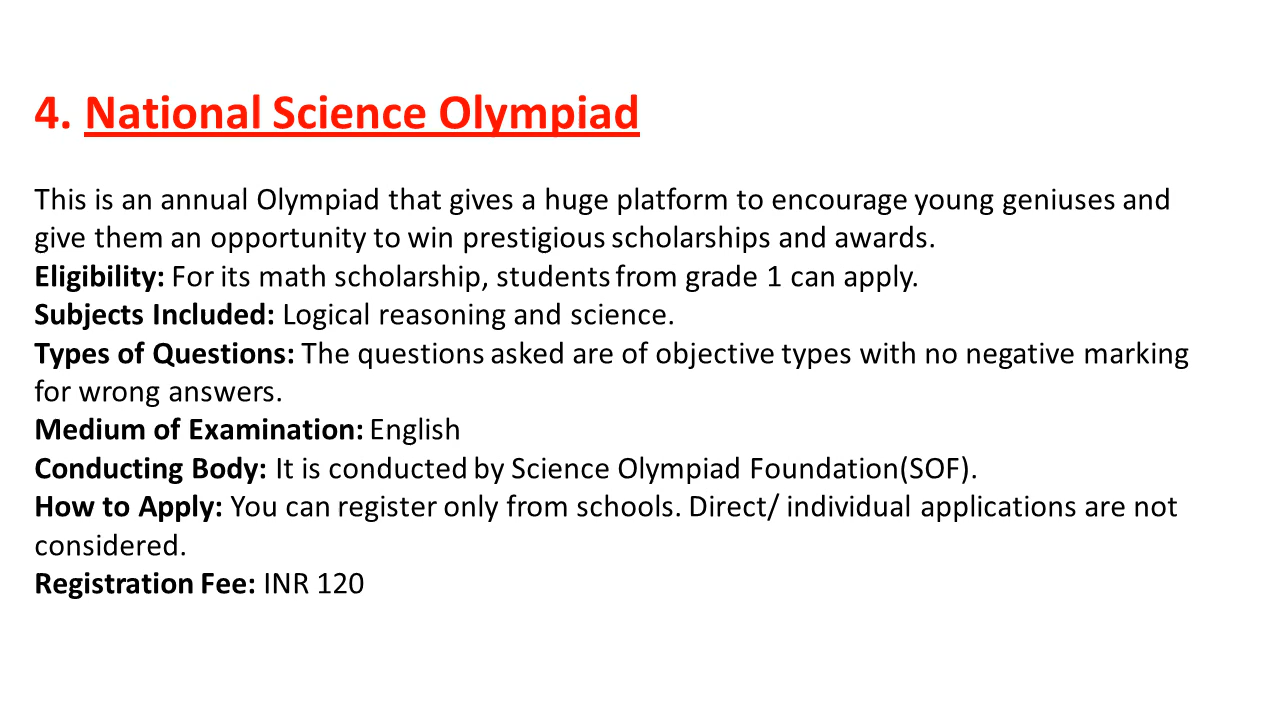 4. National Science Olympiad
This is an annual Olympiad that gives a huge platform to encourage young geniuses and
give them an opportunity to win prestigious scholarships and awards.
Eligibility: For its math scholarship, students from grade 1 can apply.
Subjects Included: Logical reasoning and science.
Types of Questions: The questions asked are of objective types with no negative marking
for wrong answers.
Medium of Examination: English
Conducting Body: It is conducted by Science Olympiad Foundation(SOF).
How to Apply: You can register only from schools. Direct/ individual applications are not
considered.
Registration Fee: INR 120